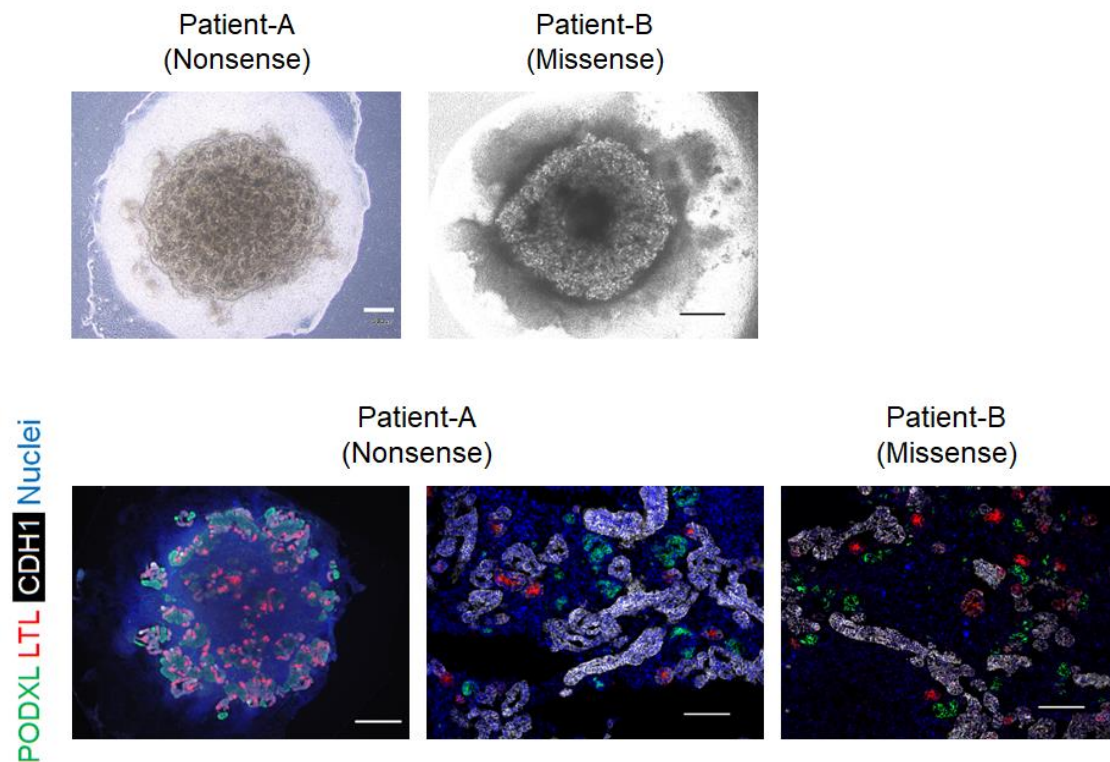 Patient-A
(Nonsense)
Patient-B
(Missense)
Patient-A
(Nonsense)
Patient-B
(Missense)
PODXL LTL CDH1 Nuclei